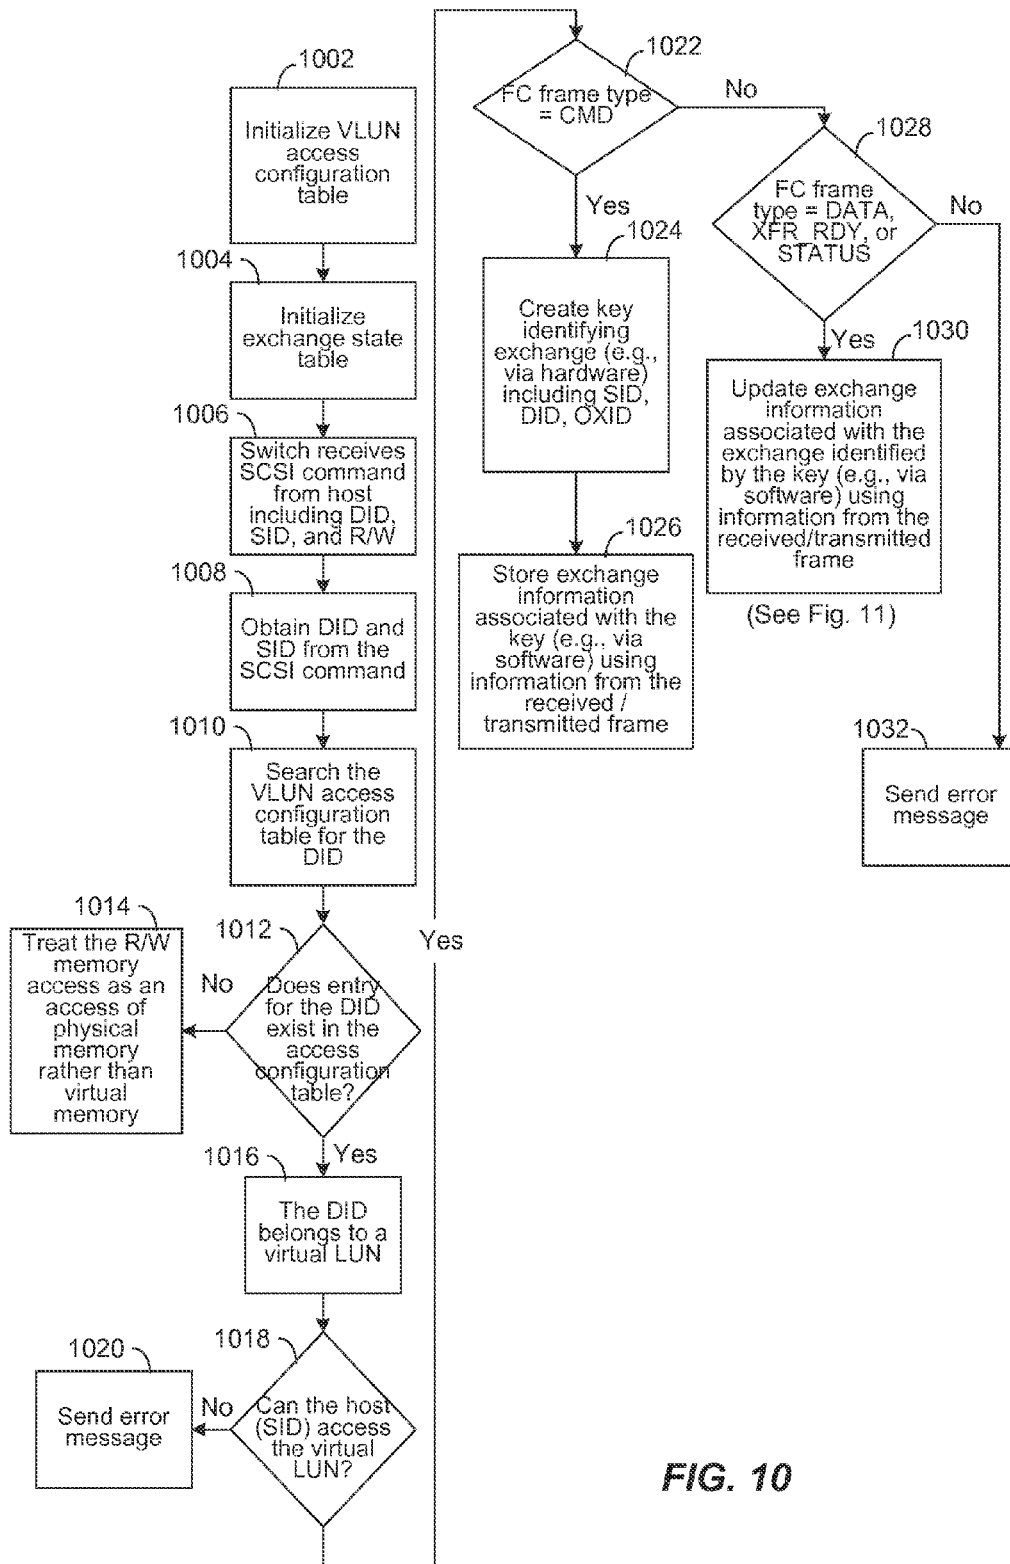 1002
Initialize VLUN
access
configuration
table
1004
Initialize
exchange state
table
1006
Switch receives
SCSI command
from host
including DID,
SID, and R/W
1008
Obtain DID and
SID from the
SCSI command
1010
Search the
VLUN access
configuration
table for the
DID
1012
Does entry
for the DID
exist in the
access
configuration
table?
No
1014
Treat the R/W
memory
access as an
access of
physical
memory
rather than
virtual
memory
Yes
1016
The DID
belongs to a
virtual LUN
1018
Can the host
(SID) access
the virtual
LUN?
No
1020
Send error
message
Yes
1022
FC frame type
= CMD
No
Yes
1024
Create key
identifying
exchange (e.g.,
via hardware)
including SID,
DID, OXID
1026
Store exchange
information
associated with the
key (e.g., via
software) using
information from the
received /
transmitted frame
1028
FC frame
type = DATA,
XFR_RDY, or
STATUS
No
Yes
1030
Update exchange
information
associated with the
exchange identified
by the key (e.g., via
software) using
information from the
received/transmitted
frame
(See Fig. 11)
1032
Send error
message
FIG. 10